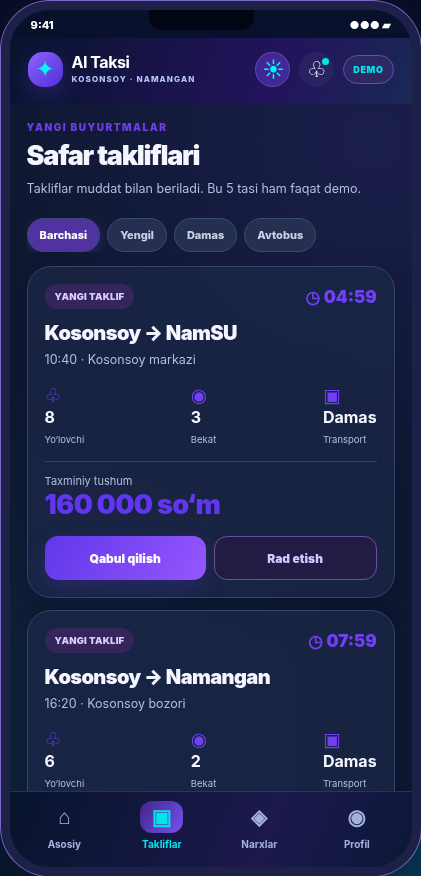 9:41
AI Taksi
KOSONSOY · NAMANGAN
DEMO
YANGI BUYURTMALAR
Safar takliflari
Takliflar muddat bilan beriladi. Bu 5 tasi ham faqat demo.
Barchasi
Yengil
Damas
Avtobus
YANGI TAKLIF
04:59
Kosonsoy → NamSU
10:40 · Kosonsoy markazi
8
3
Damas
Yo‘lovchi
Bekat
Transport
Taxminiy tushum
160 000 so‘m
Qabul qilish
Rad etish
YANGI TAKLIF
07:59
Kosonsoy → Namangan
16:20 · Kosonsoy bozori
6
2
Damas
Yo‘lovchi
Bekat
Transport
Asosiy
Takliflar
Narxlar
Profil